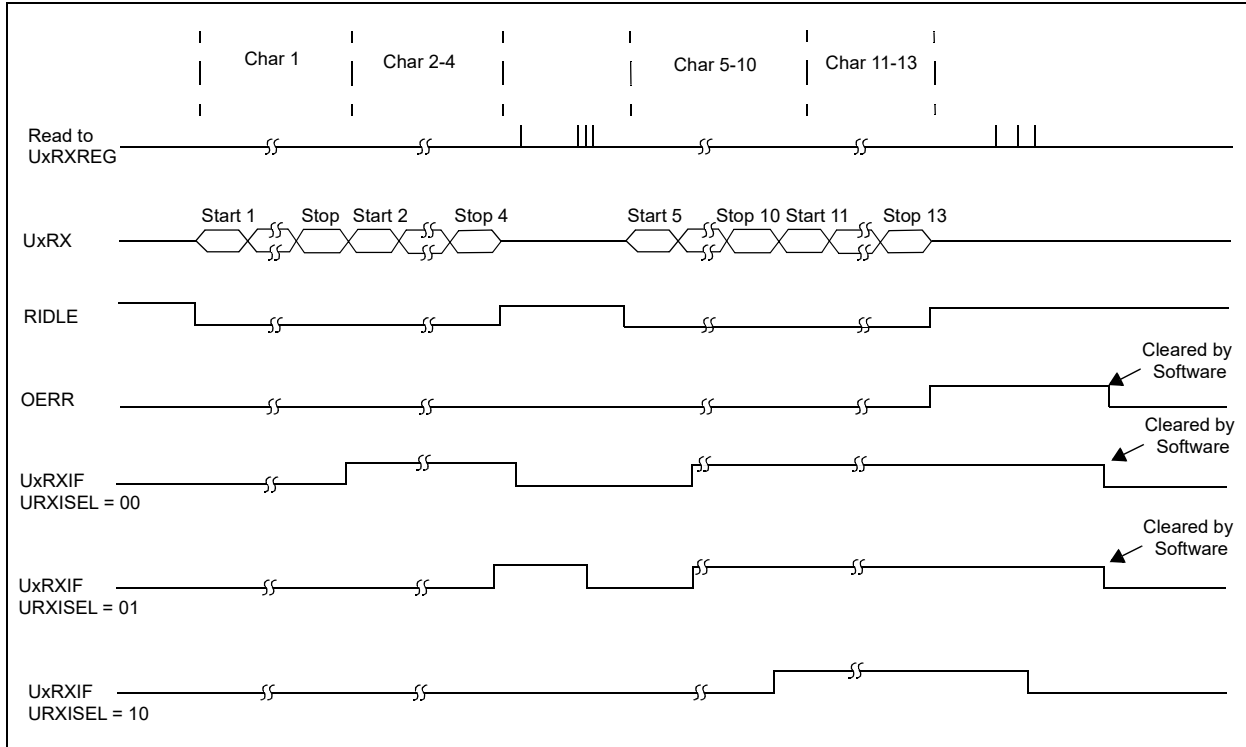 Char 1
Char 2-4
Char 5-10
Char 11-13
Read to
UxRXREG
Start 1
Stop
Start 2
Stop 4
Start 5
Stop 10
Start 11
Stop 13
UxRX
RIDLE
Cleared by
Software
OERR
Cleared by
Software
UxRXIF
URXISEL = 00
Cleared by
Software
UxRXIF
URXISEL = 01
UxRXIF
URXISEL = 10